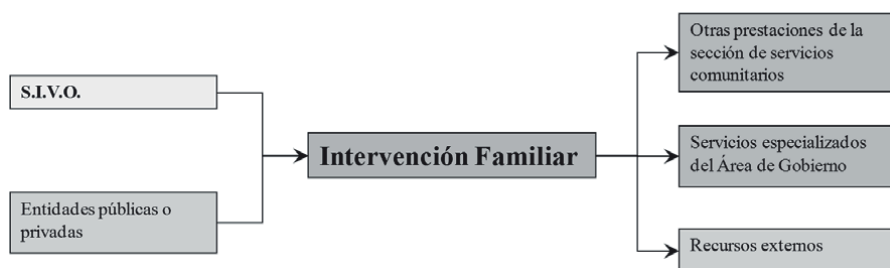 S.I.V.O.
Entidades públicas o
privadas
Intervención Familiar
Otras prestaciones de la
sección de servicios
comunitarios
Servicios especializados
del Área de Gobierno
Recursos externos